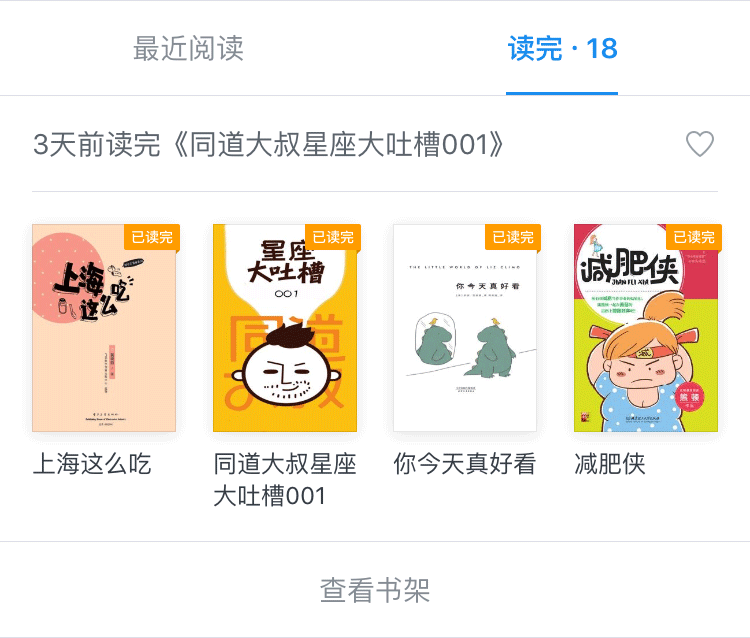 最近阅读
读完 · 18
3天前读完《同道大叔星座大吐槽001》
已读完
上海
这么
吃
已读完
星座
大吐槽
001
同道
大叔
已读完
THE LITTLE WORLD OF LIZ CLIMO
你今天真好看
已读完
减肥侠
JIAN FEI XIA
减
熊顿
上海这么吃
同道大叔星座
大吐槽001
你今天真好看
减肥侠
查看书架